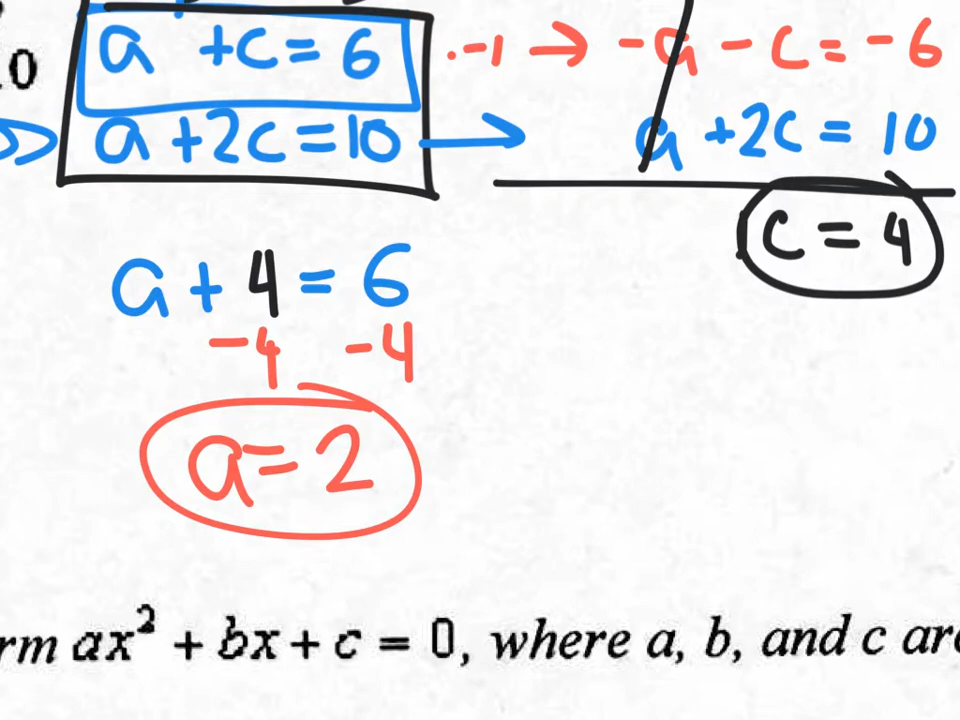 0
a + c = 6 · -1 → -a - c = -6
a + 2c = 10 → a + 2c = 10
c = 4
a + 4 = 6
-4 -4
a = 2
rm ax² + bx + c = 0, where a, b, and c are